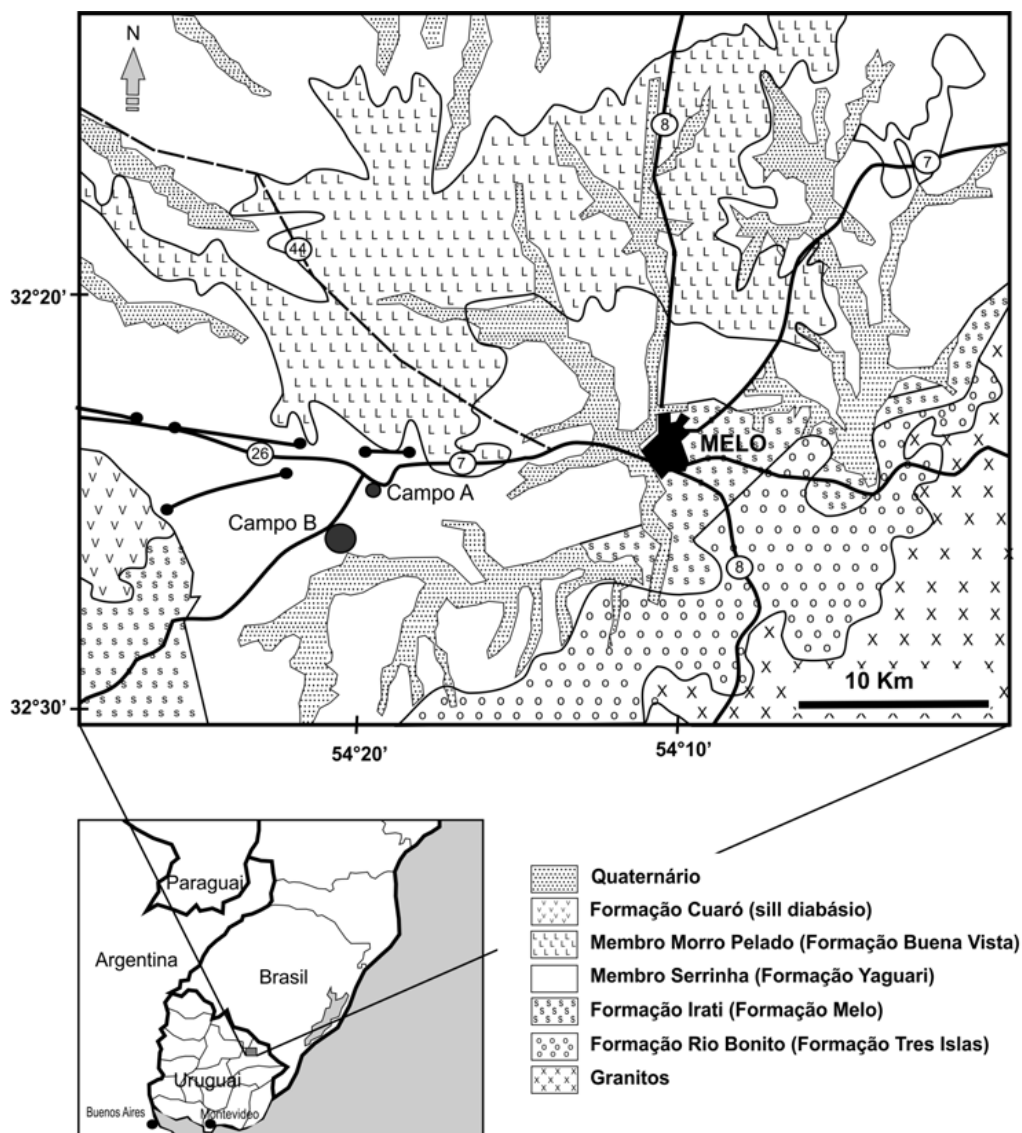 N
8
7
44
32°20'
MELO
26
7
Campo A
Campo B
8
10 Km
32°30'
54°20'
54°10'
Paraguai
Argentina
Brasil
Uruguai
Buenos Aires
Montevideo
Quaternário
Formação Cuaró (sill diabásio)
Membro Morro Pelado (Formação Buena Vista)
Membro Serrinha (Formação Yaguari)
Formação Irati (Formação Melo)
Formação Rio Bonito (Formação Tres Islas)
Granitos